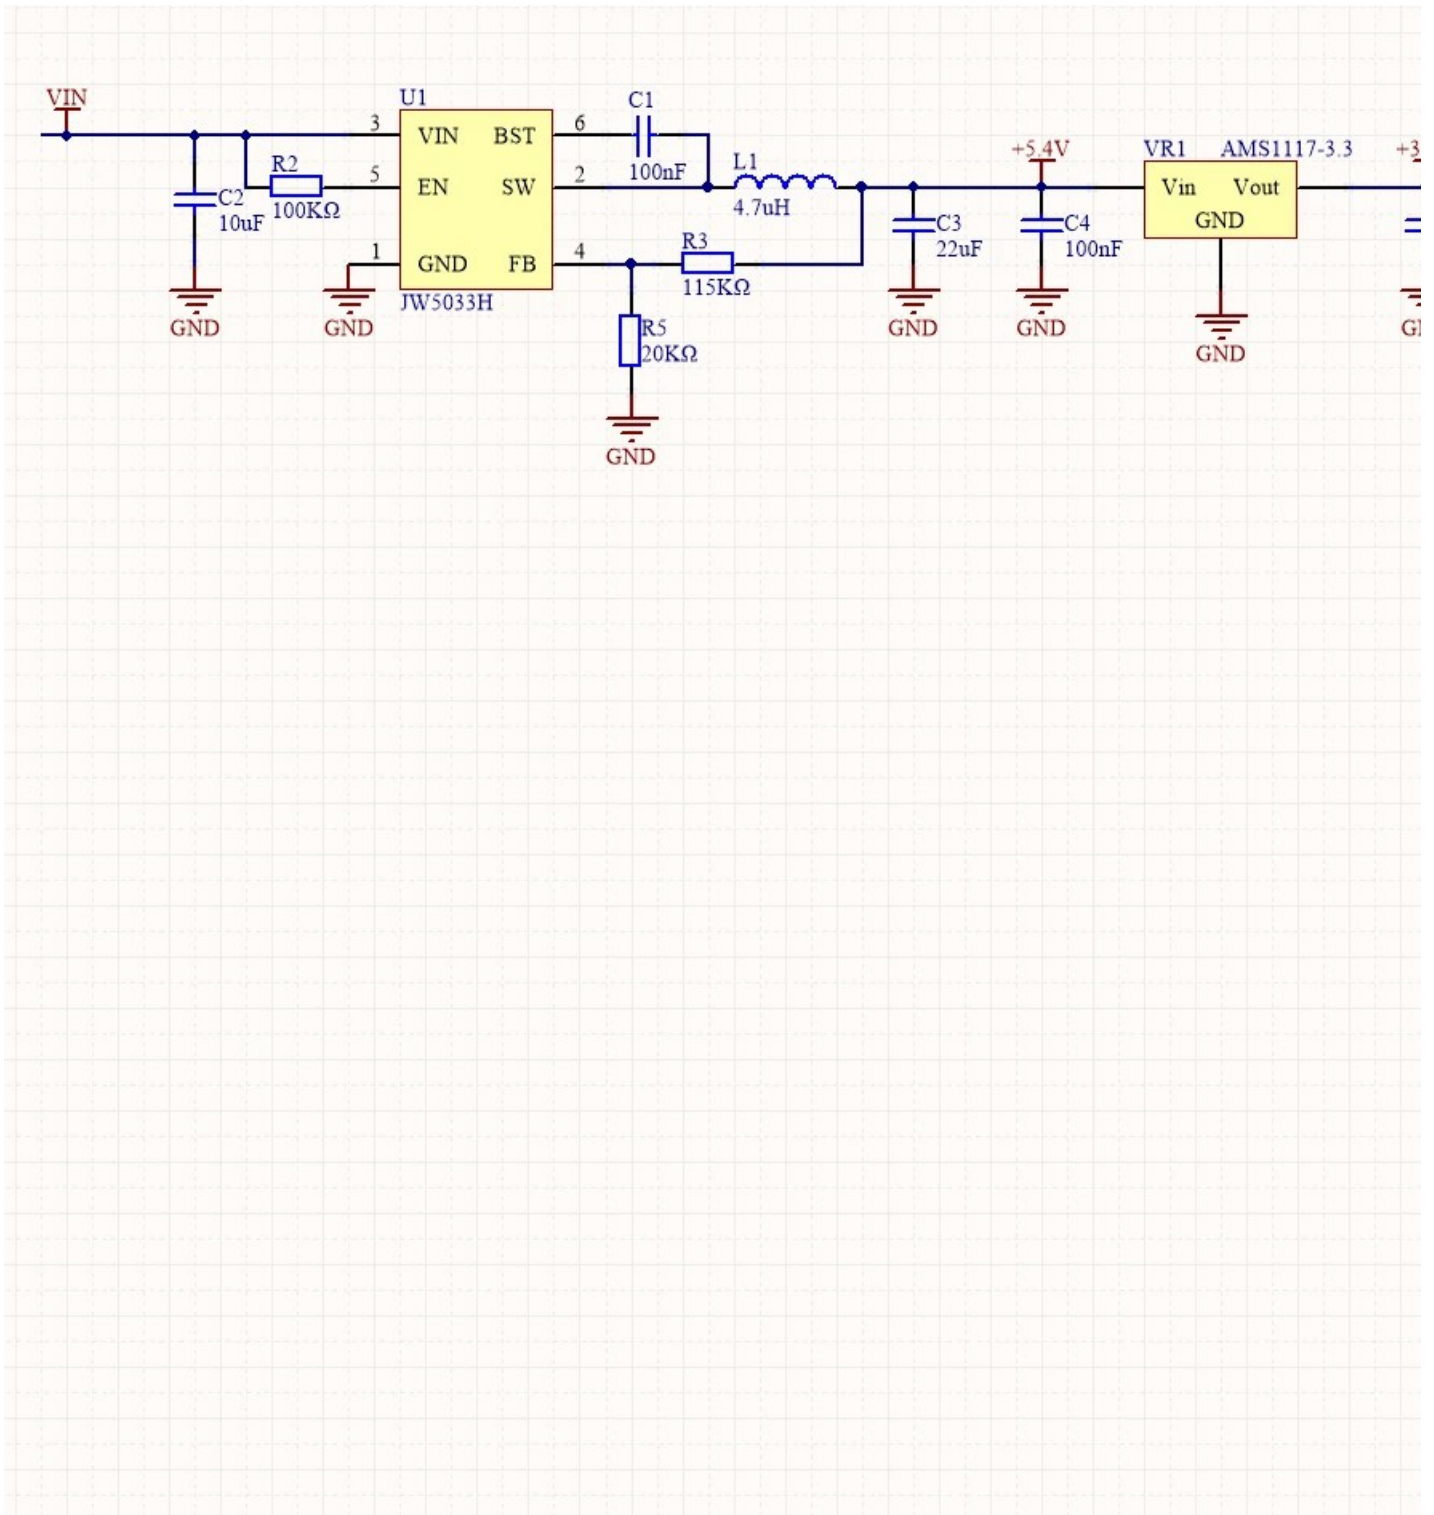 VIN
U1
C1
3
VIN
BST
6
100nF
R2
5
EN
SW
2
L1
4.7uH
C2
10uF
100KΩ
1
GND
FB
4
R3
115KΩ
JW5033H
GND
GND
R5
20KΩ
GND
C3
22uF
GND
+5.4V
C4
100nF
GND
VR1
AMS1117-3.3
Vin
Vout
GND
GND
+3